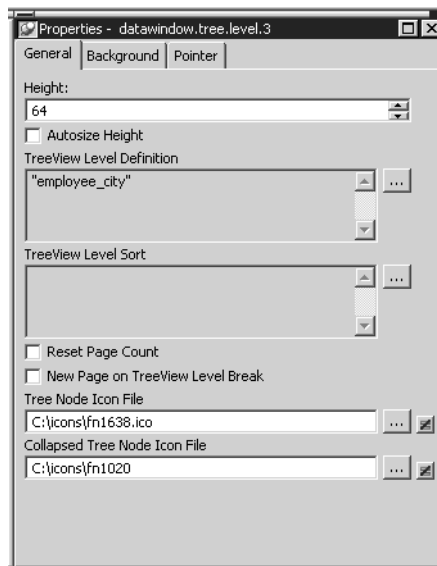 Properties - datawindow.tree.level.3
General Background Pointer
Height:
64
Autosize Height
TreeView Level Definition
"employee_city"
...
TreeView Level Sort
...
Reset Page Count
New Page on TreeView Level Break
Tree Node Icon File
C:\icons\fn1638.ico ...
Collapsed Tree Node Icon File
C:\icons\fn1020 ...